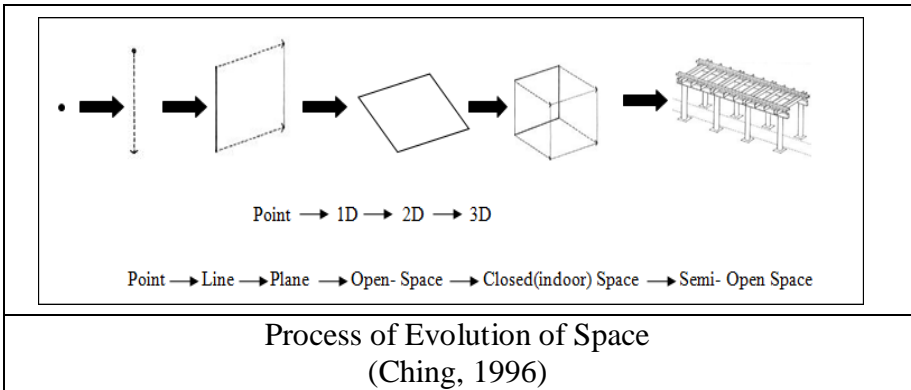 Point → 1D → 2D → 3D
Point → Line → Plane → Open- Space → Closed(indoor) Space → Semi- Open Space
Process of Evolution of Space
(Ching, 1996)